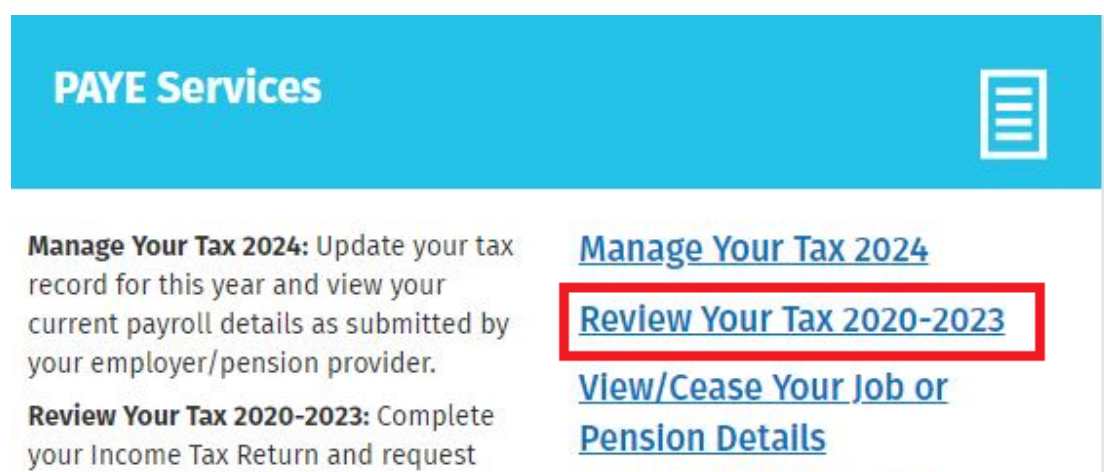 PAYE Services
Manage Your Tax 2024: Update your tax
record for this year and view your
current payroll details as submitted by
your employer/pension provider.
Review Your Tax 2020-2023: Complete
your Income Tax Return and request
Manage Your Tax 2024
Review Your Tax 2020-2023
View/Cease Your Job or
Pension Details